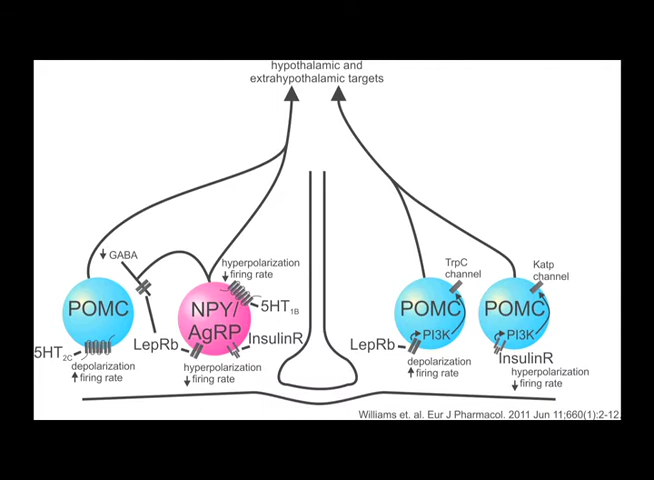 hypothalamic and
extrahypothalamic targets
GABA
POMC
5HT2C
depolarization
firing rate
LepRb
hyperpolarization
firing rate
NPY/
AgRP
5HT1B
InsulinR
hyperpolarization
firing rate
TrpC
channel
POMC
PI3K
LepRb
depolarization
firing rate
Katp
channel
POMC
PI3K
InsulinR
hyperpolarization
firing rate
Williams et. al. Eur J Pharmacol. 2011 Jun 11;660(1):2-12